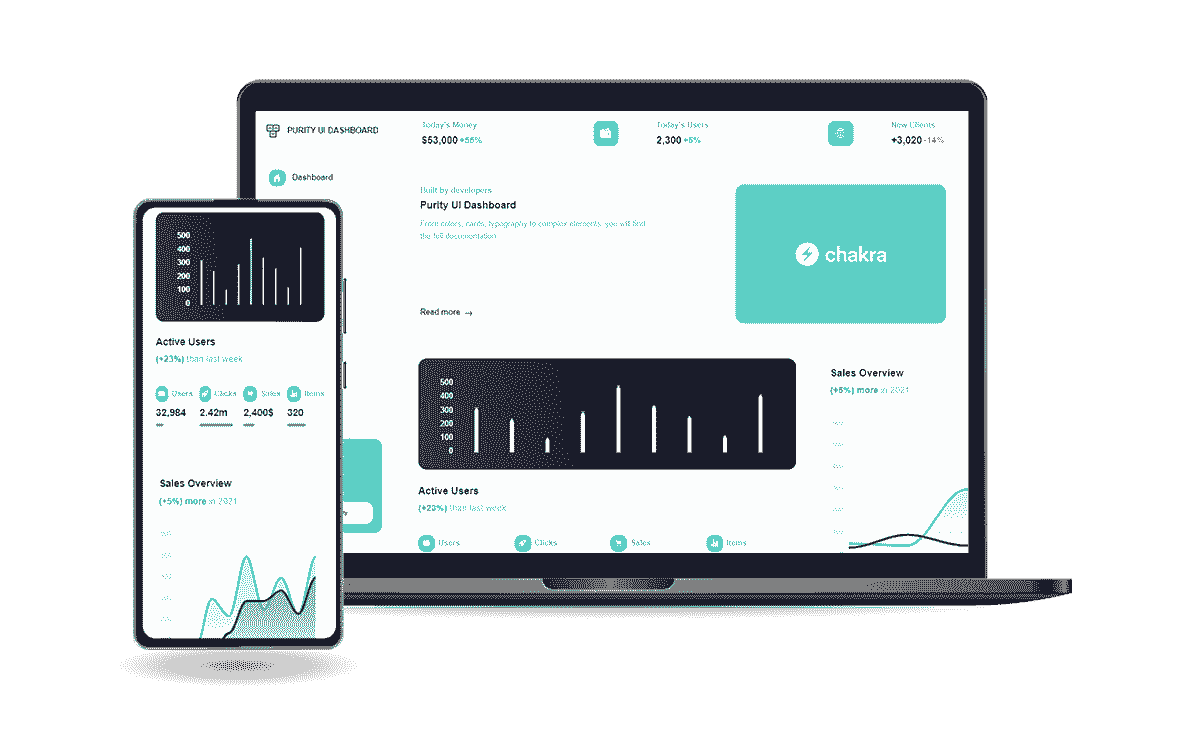 PURITY UI DASHBOARD
Dashboard
Today's Money
$53,000 +55%
Today's Users
2,300 +5%
New Clients
+3,020 -14%
Built by developers
Purity UI Dashboard
From colors, cards, typography to complex elements, you will find
the full documentation.
Read more →
chakra
500
400
300
200
100
0
Active Users
(+23%) than last week
Users
Clicks
Sales
Items
Sales Overview
(+5%) more in 2021
500
400
300
200
100
0
Active Users
(+23%) than last week
Users
Clicks
Sales
Items
32,984
2.42m
2,400$
320
Sales Overview
(+5%) more in 2021